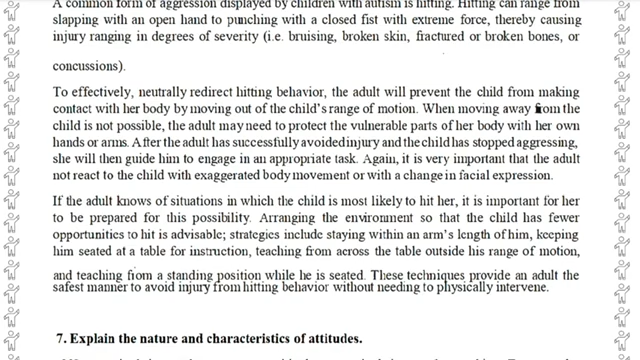 A common form of aggression displayed by children with autism is hitting. Hitting can range from
slapping with an open hand to punching with a closed fist with extreme force, thereby causing
injury ranging in degrees of severity (i.e. bruising, broken skin, fractured or broken bones, or
concussions).
To effectively, neutrally redirect hitting behavior, the adult will prevent the child from making
contact with her body by moving out of the child's range of motion. When moving away from the
child is not possible, the adult may need to protect the vulnerable parts of her body with her own
hands or arms. After the adult has successfully avoided injury and the child has stopped aggressing,
she will then guide him to engage in an appropriate task. Again, it is very important that the adult
not react to the child with exaggerated body movement or with a change in facial expression.
If the adult knows of situations in which the child is most likely to hit her, it is important for her
to be prepared for this possibility. Arranging the environment so that the child has fewer
opportunities to hit is advisable; strategies include staying within an arm's length of him, keeping
him seated at a table for instruction, teaching from across the table outside his range of motion,
and teaching from a standing position while he is seated. These techniques provide an adult the
safest manner to avoid injury from hitting behavior without needing to physically intervene.
7. Explain the nature and characteristics of attitudes.